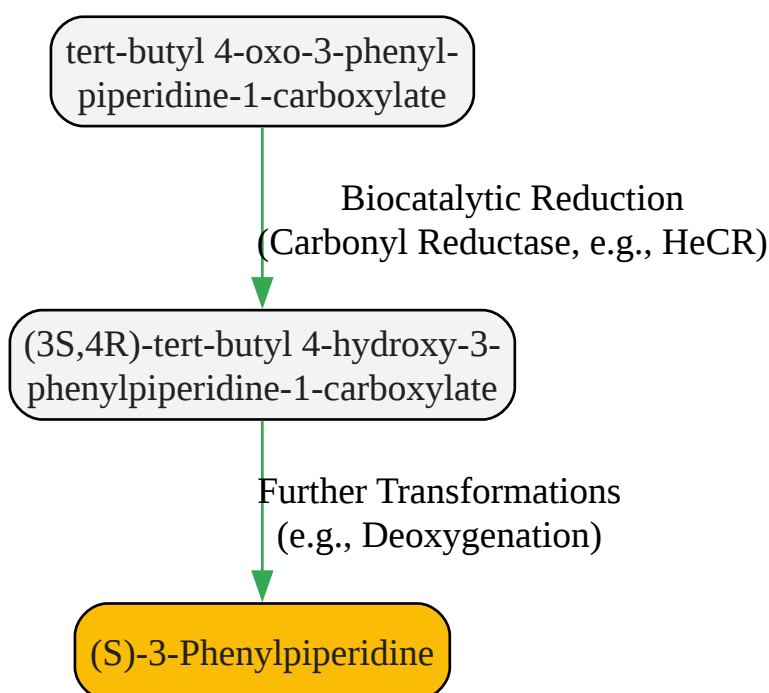 tert-butyl 4-oxo-3-phenyl-
piperidine-1-carboxylate
Biocatalytic Reduction
(Carbonyl Reductase, e.g., HeCR)
(3S,4R)-tert-butyl 4-hydroxy-3-
phenylpiperidine-1-carboxylate
Further Transformations
(e.g., Deoxygenation)
(S)-3-Phenylpiperidine